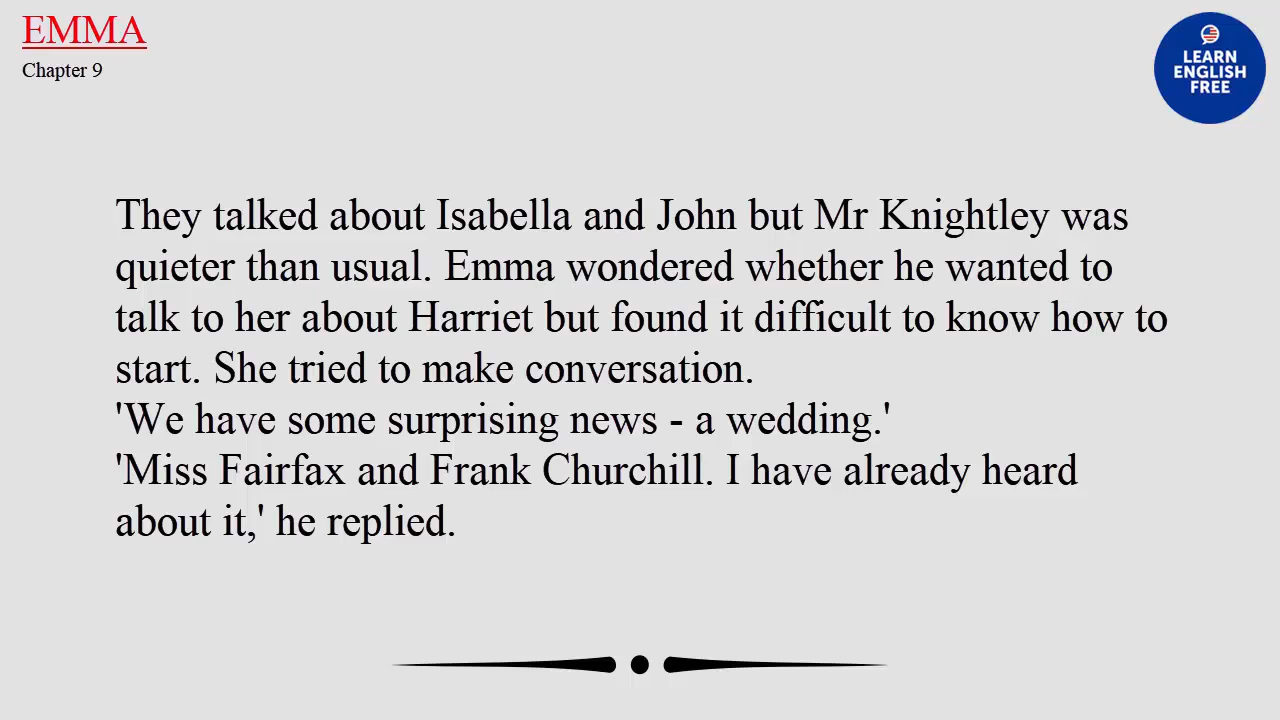 EMMA
Chapter 9
LEARN
ENGLISH
FREE
They talked about Isabella and John but Mr Knightley was
quieter than usual. Emma wondered whether he wanted to
talk to her about Harriet but found it difficult to know how to
start. She tried to make conversation.
'We have some surprising news - a wedding.'
'Miss Fairfax and Frank Churchill. I have already heard
about it,' he replied.